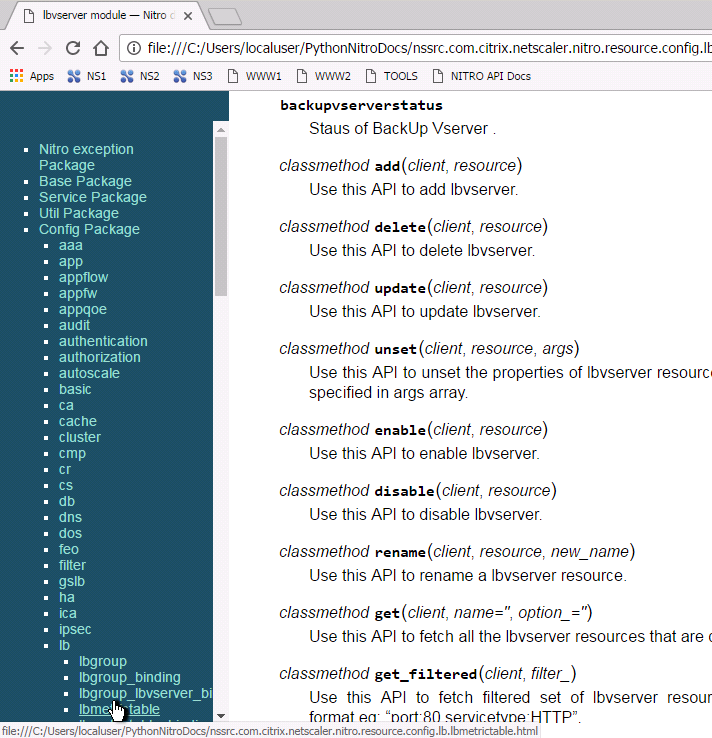 lbvserver module — Nitro d
file:///C:/Users/localuser/PythonNitroDocs/nssrc.com.citrix.netscaler.nitro.resource.config.lb
Apps NS1 NS2 NS3 WWW1 WWW2 TOOLS NITRO API Docs
Nitro exception
Package
Base Package
Service Package
Util Package
Config Package
aaa
app
appflow
appfw
appqoe
audit
authentication
authorization
autoscale
basic
ca
cache
cluster
cmp
cr
cs
db
dns
dos
feo
filter
gslb
ha
ica
ipsec
lb
lbgroup
lbgroup_binding
lbgroup_lbvserver_bi
lbmetrictable
backupvserverstatus
Staus of BackUp Vserver .
classmethod add(client, resource)
Use this API to add lbvserver.
classmethod delete(client, resource)
Use this API to delete lbvserver.
classmethod update(client, resource)
Use this API to update lbvserver.
classmethod unset(client, resource, args)
Use this API to unset the properties of lbvserver resourc
specified in args array.
classmethod enable(client, resource)
Use this API to enable lbvserver.
classmethod disable(client, resource)
Use this API to disable lbvserver.
classmethod rename(client, resource, new_name)
Use this API to rename a lbvserver resource.
classmethod get(client, name='', option_='')
Use this API to fetch all the lbvserver resources that are c
classmethod get_filtered(client, filter_)
Use this API to fetch filtered set of lbvserver resour
format eg: “port:80,servicetype:HTTP”.
file:///C:/Users/localuser/PythonNitroDocs/nssrc.com.citrix.netscaler.nitro.resource.config.lb.lbmetrictable.html